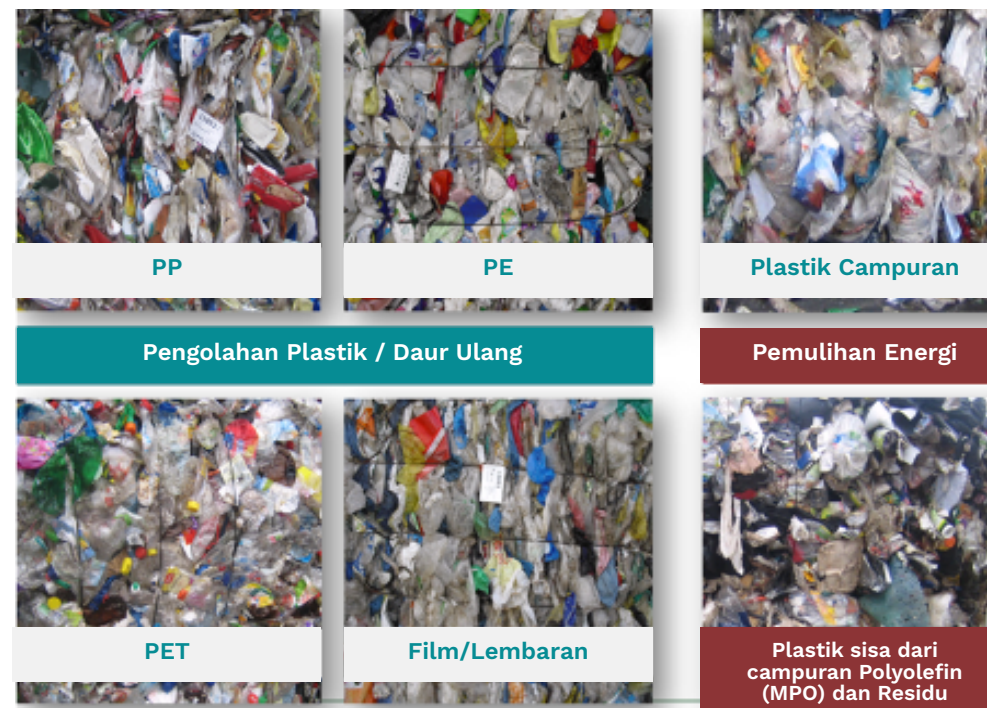 PP
PE
Plastik Campuran
Pengolahan Plastik / Daur Ulang
Pemulihan Energi
PET
Film/Lembaran
Plastik sisa dari
campuran Polyolefin
(MPO) dan Residu